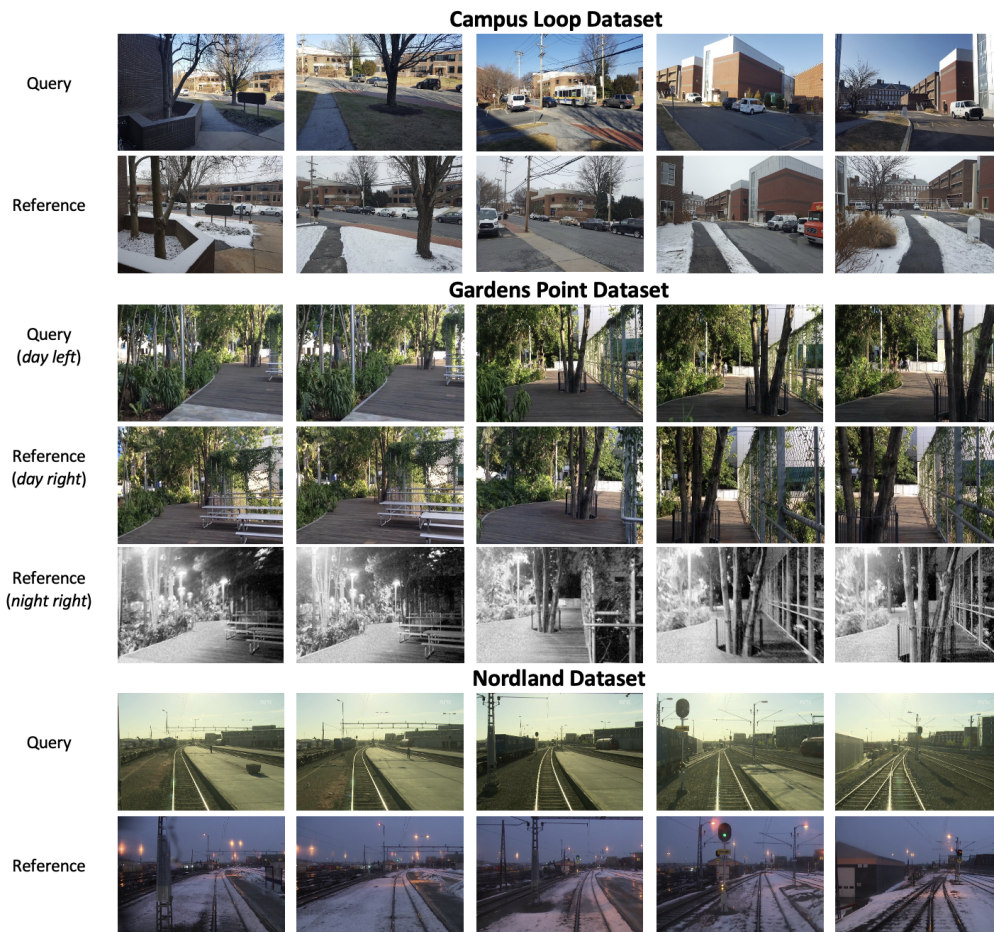 Campus Loop Dataset
Query
Reference
Gardens Point Dataset
Query
(day left)
Reference
(day right)
Reference
(night right)
Nordland Dataset
Query
Reference